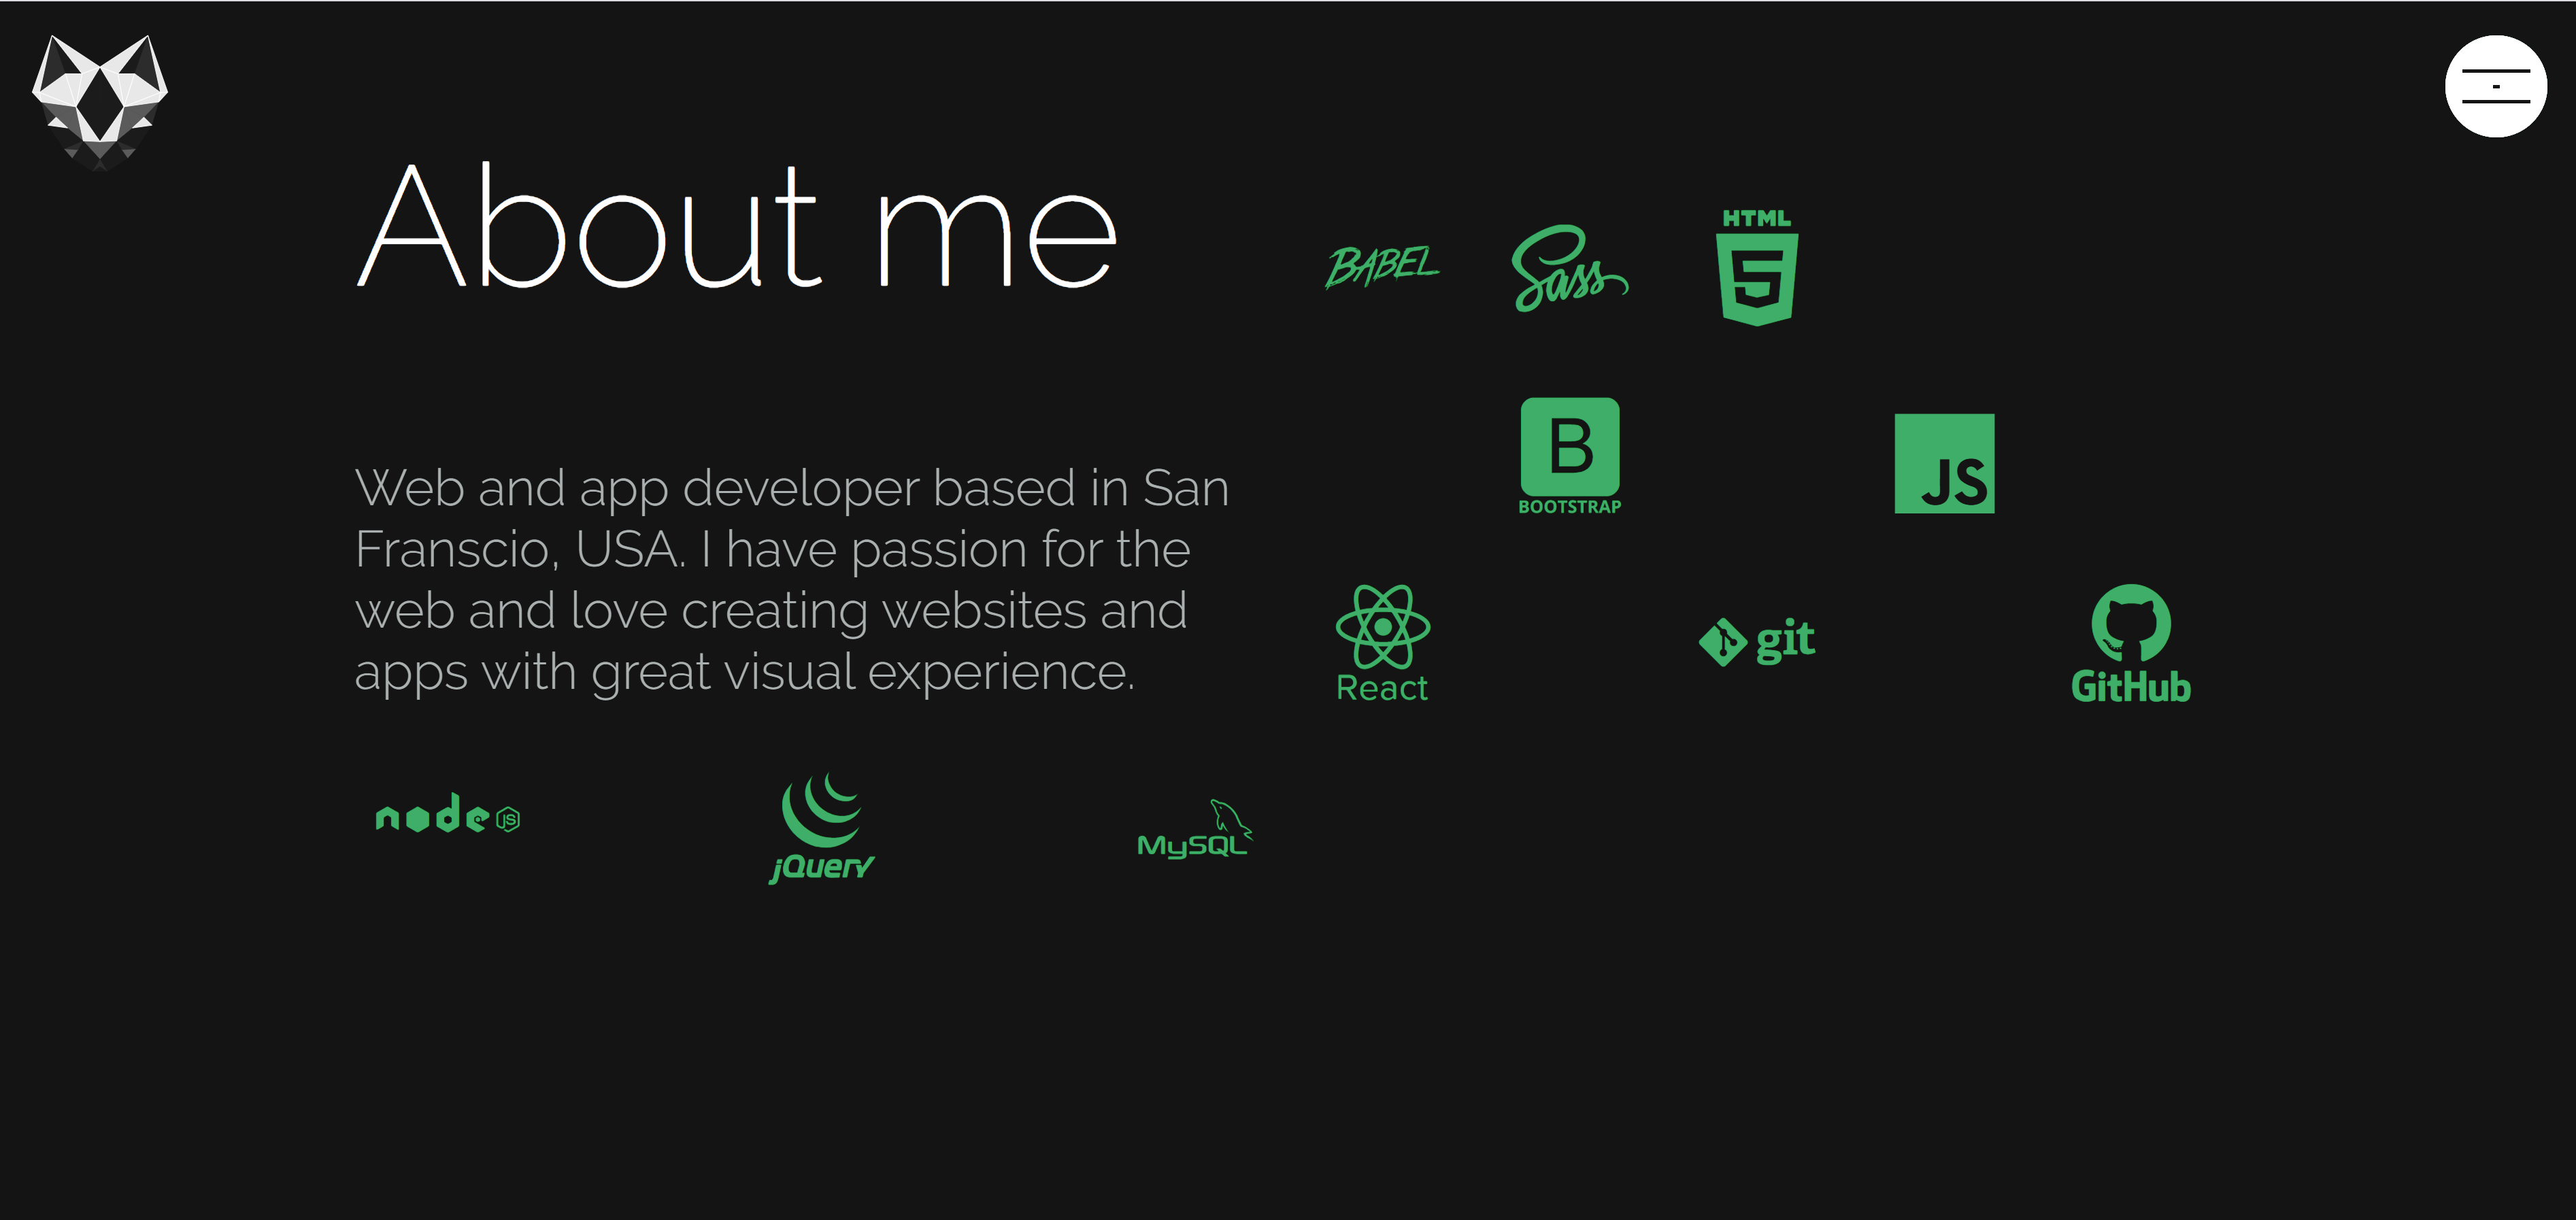 About me
Web and app developer based in San
Franscio, USA. I have passion for the
web and love creating websites and
apps with great visual experience.
BABEL
Sass
HTML
5
B
BOOTSTRAP
JS
React
git
GitHub
node
JS
jQuery
MySQL